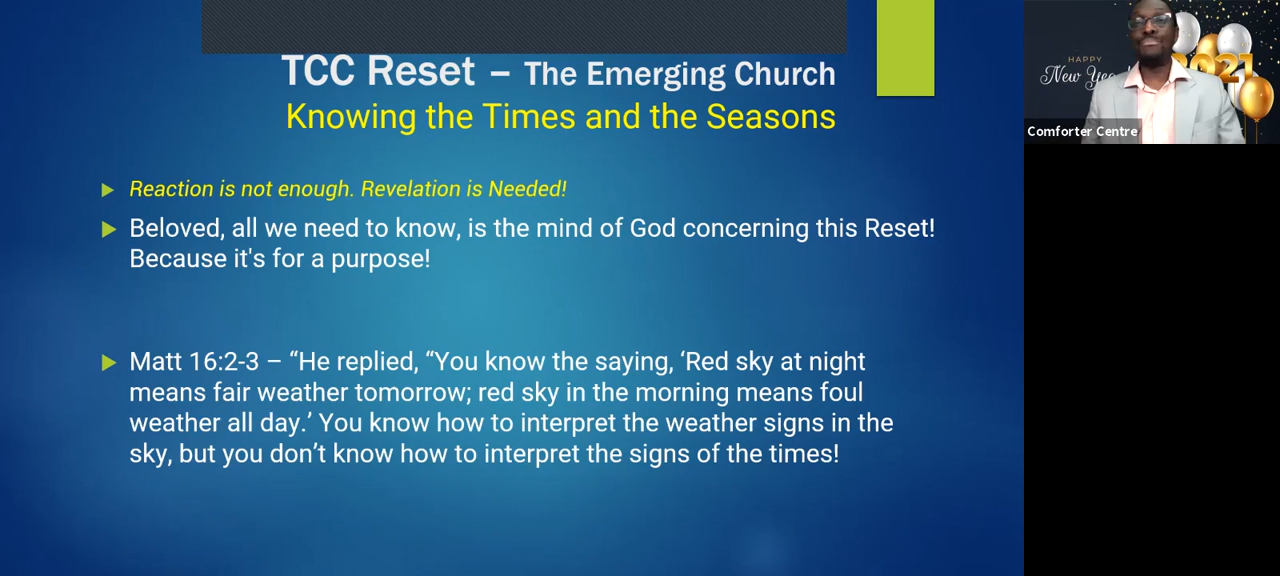 TCC Reset – The Emerging Church
Knowing the Times and the Seasons
Reaction is not enough. Revelation is Needed!
Beloved, all we need to know, is the mind of God concerning this Reset!
Because it's for a purpose!
Matt 16:2-3 – “He replied, “You know the saying, ‘Red sky at night
means fair weather tomorrow; red sky in the morning means foul
weather all day.’ You know how to interpret the weather signs in the
sky, but you don’t know how to interpret the signs of the times!
HAPPY
New Yea
2021
Comforter Centre